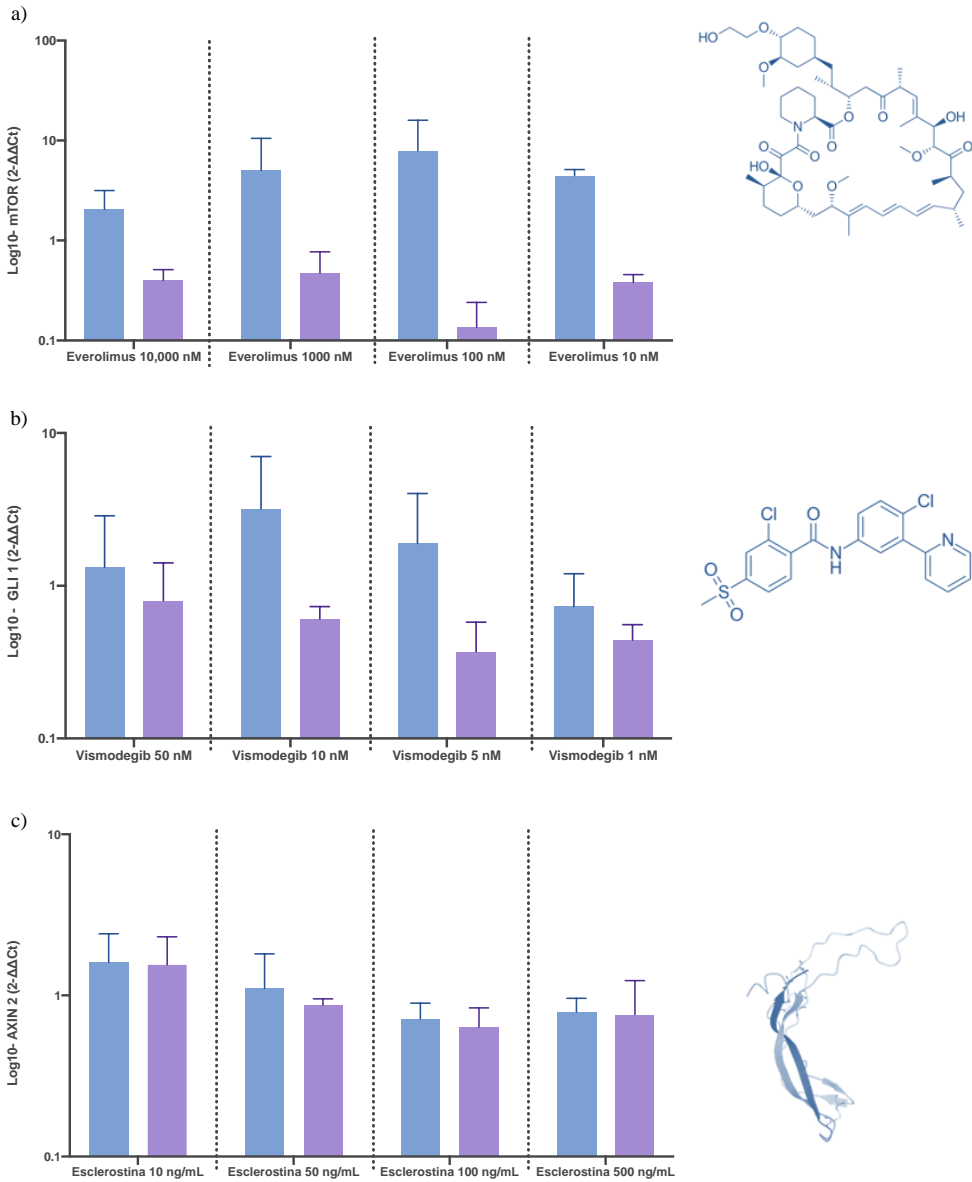 a)
Log10- mTOR (2-ΔΔCt)
100
10
1
0.1
Everolimus 10,000 nM
Everolimus 1000 nM
Everolimus 100 nM
Everolimus 10 nM
HO
O
O
O
O
OH
N
O
O
O
O
O
O
HO
O
O
b)
Log10 - GLI 1 (2-ΔΔCt)
10
1
0.1
Vismodegib 50 nM
Vismodegib 10 nM
Vismodegib 5 nM
Vismodegib 1 nM
Cl
O
Cl
N
N
H
O
S
O
c)
Log10- AXIN 2 (2-ΔΔCt)
10
1
0.1
Esclerostina 10 ng/mL
Esclerostina 50 ng/mL
Esclerostina 100 ng/mL
Esclerostina 500 ng/mL